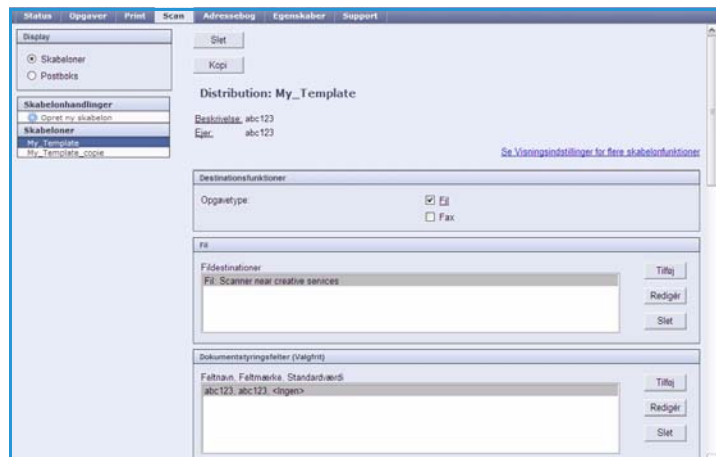 Status Opgaver Print Scan Adressebog Egenskaber Support
Display
Skabeloner
Postboks
Skabelonhandlinger
Opret ny skabelon
Skabeloner
My_Template
My_Template_copie
Slet
Kopi
Distribution: My_Template
Beskrivelse: abc123
Ejer: abc123
Se Visningsindstillinger for flere skabelonfunktioner
Destinationsfunktioner
Opgavetype: Fil
Fax
Fil
Fildestinationer
Fil: Scanner near creative services
Tilføj
Redigér
Slet
Dokumentstyringsfelter (Valgfrit)
Feltnavn, Feltmærke, Standardværdi
abc123, abc123, <Ingen>
Tilføj
Redigér
Slet